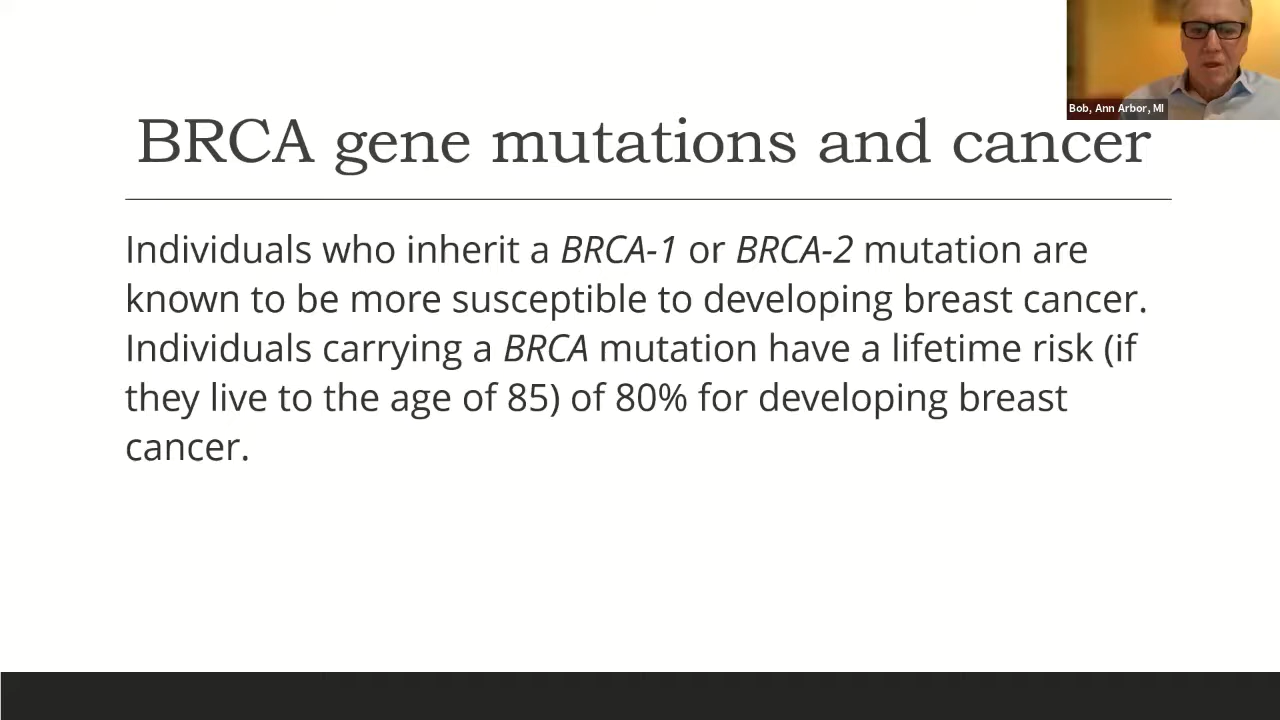 Bob, Ann Arbor, MI
BRCA gene mutations and cancer
Individuals who inherit a BRCA-1 or BRCA-2 mutation are
known to be more susceptible to developing breast cancer.
Individuals carrying a BRCA mutation have a lifetime risk (if
they live to the age of 85) of 80% for developing breast
cancer.